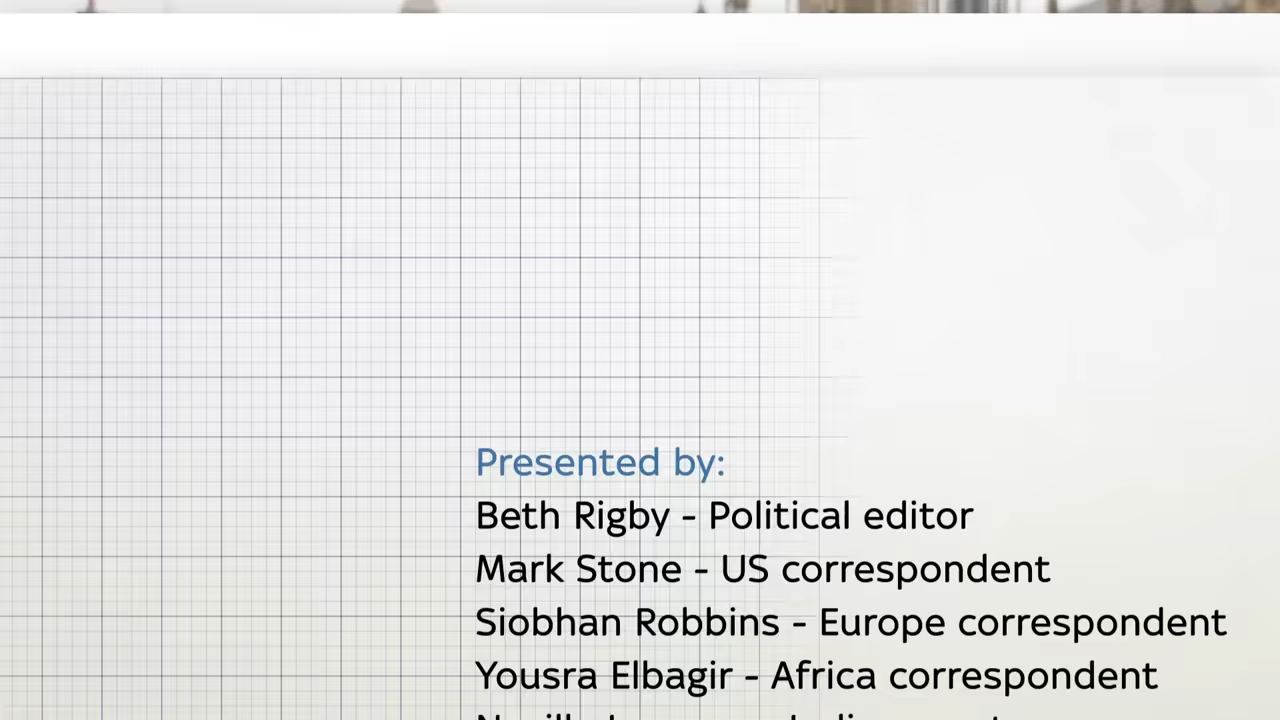 Presented by:
Beth Rigby - Political editor
Mark Stone - US correspondent
Siobhan Robbins - Europe correspondent
Yousra Elbagir - Africa correspondent